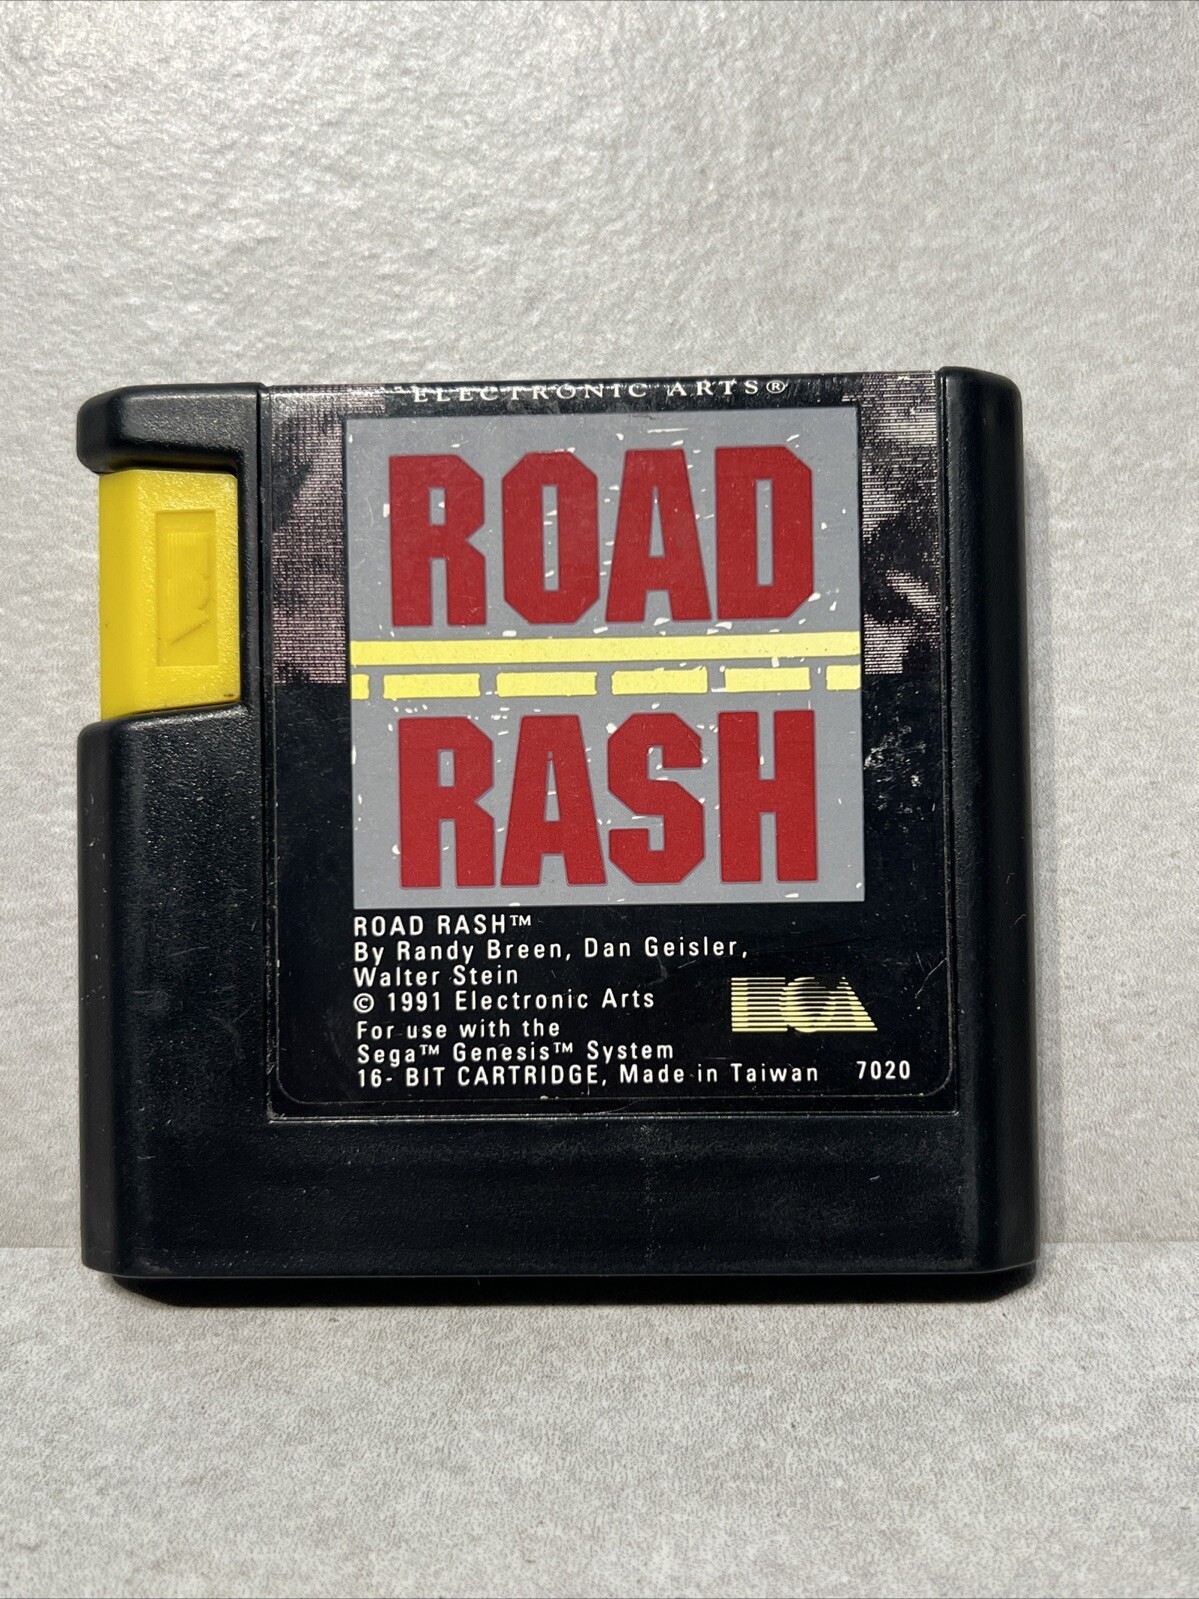 ELECTRONIC ARTS®
ROAD
RASH
ROAD RASH™
By Randy Breen, Dan Geisler,
Walter Stein
© 1991 Electronic Arts
For use with the
Sega™ Genesis™ System
16- BIT CARTRIDGE, Made in Taiwan 7020
EOA